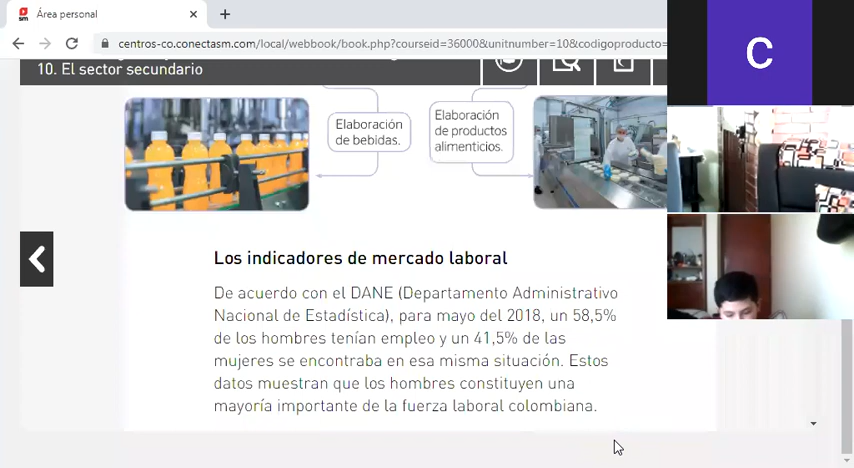 sm
Área personal
centros-co.conectasm.com/local/webbook/book.php?courseid=36000&unitnumber=10&codigoproducto=
10. El sector secundario
Elaboración
de bebidas.
Elaboración
de productos
alimenticios.
C
Los indicadores de mercado laboral
De acuerdo con el DANE (Departamento Administrativo
Nacional de Estadística), para mayo del 2018, un 58,5%
de los hombres tenían empleo y un 41,5% de las
mujeres se encontraba en esa misma situación. Estos
datos muestran que los hombres constituyen una
mayoría importante de la fuerza laboral colombiana.